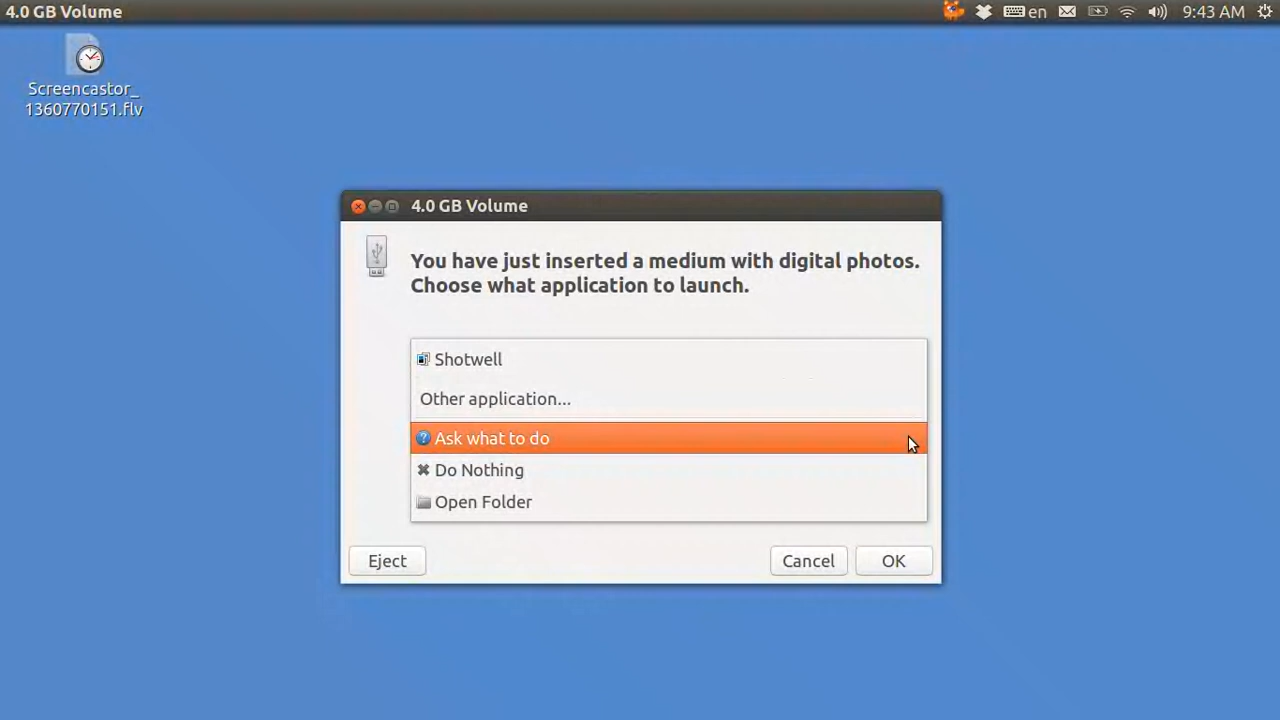 4.0 GB Volume
en
9:43 AM
Screencastor_
1360770151.flv
4.0 GB Volume
You have just inserted a medium with digital photos.
Choose what application to launch.
Shotwell
Other application...
Ask what to do
Do Nothing
Open Folder
Eject
Cancel
OK